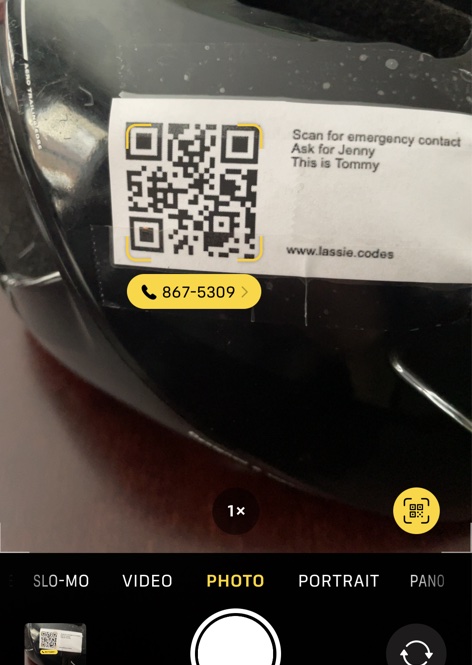 Scan for emergency contact
Ask for Jenny
This is Tommy
www.lassie.codes
867-5309
1×
SLO-MO VIDEO PHOTO PORTRAIT PANO